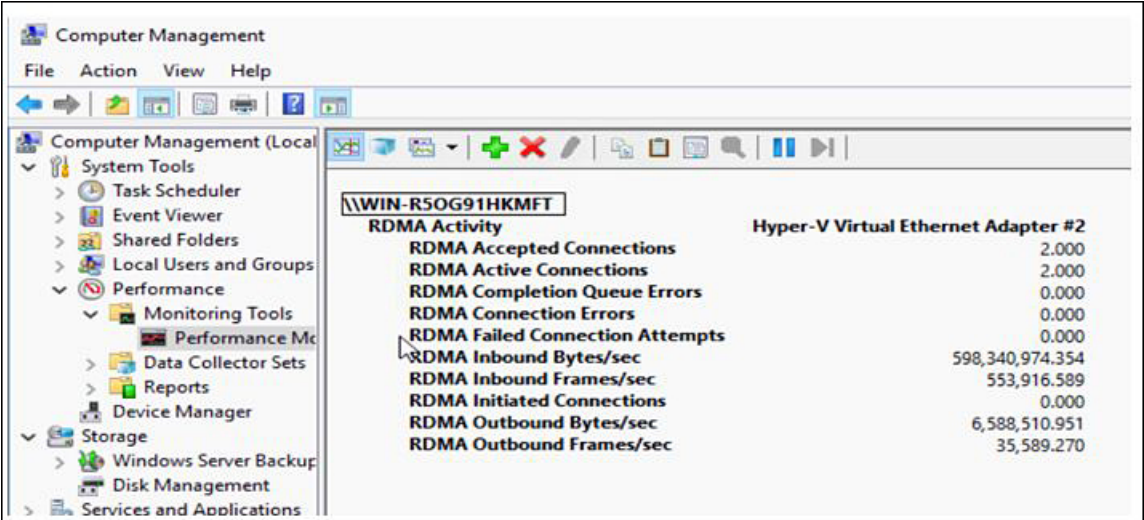 Computer Management
File Action View Help
Computer Management (Local
System Tools
Task Scheduler
Event Viewer
Shared Folders
Local Users and Groups
Performance
Monitoring Tools
Performance Mc
Data Collector Sets
Reports
Device Manager
Storage
Windows Server Backup
Disk Management
Services and Applications
\\WIN-R5OG91HKMFT
RDMA Activity Hyper-V Virtual Ethernet Adapter #2
RDMA Accepted Connections 2.000
RDMA Active Connections 2.000
RDMA Completion Queue Errors 0.000
RDMA Connection Errors 0.000
RDMA Failed Connection Attempts 0.000
RDMA Inbound Bytes/sec 598,340,974.354
RDMA Inbound Frames/sec 553,916.589
RDMA Initiated Connections 0.000
RDMA Outbound Bytes/sec 6,588,510.951
RDMA Outbound Frames/sec 35,589.270